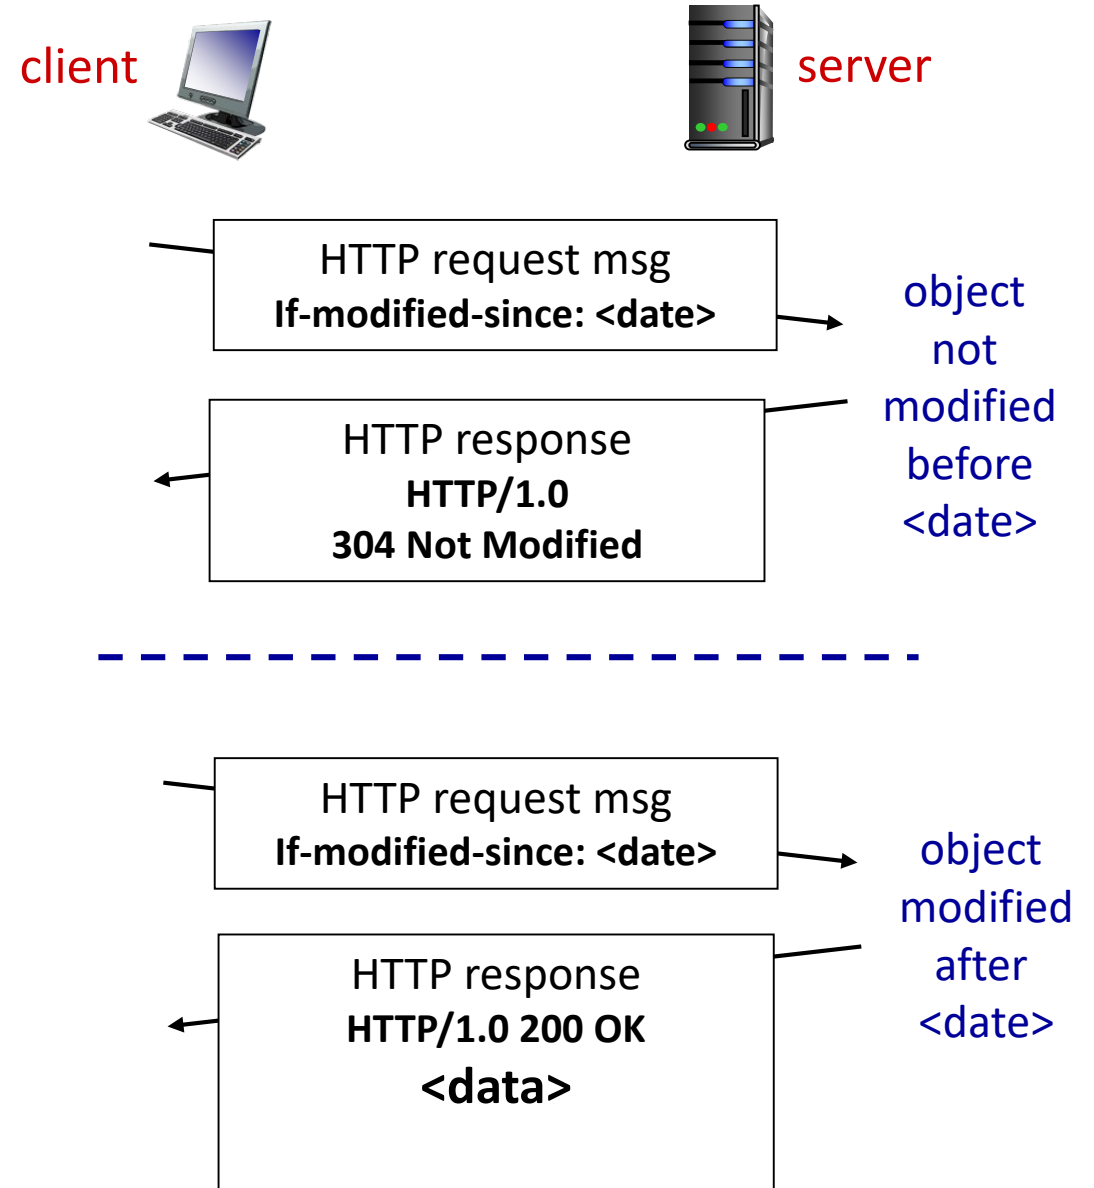 client
server
HTTP request msg
If-modified-since: <date>
object
not
modified
before
<date>
HTTP response
HTTP/1.0
304 Not Modified
HTTP request msg
If-modified-since: <date>
object
modified
after
<date>
HTTP response
HTTP/1.0 200 OK
<data>